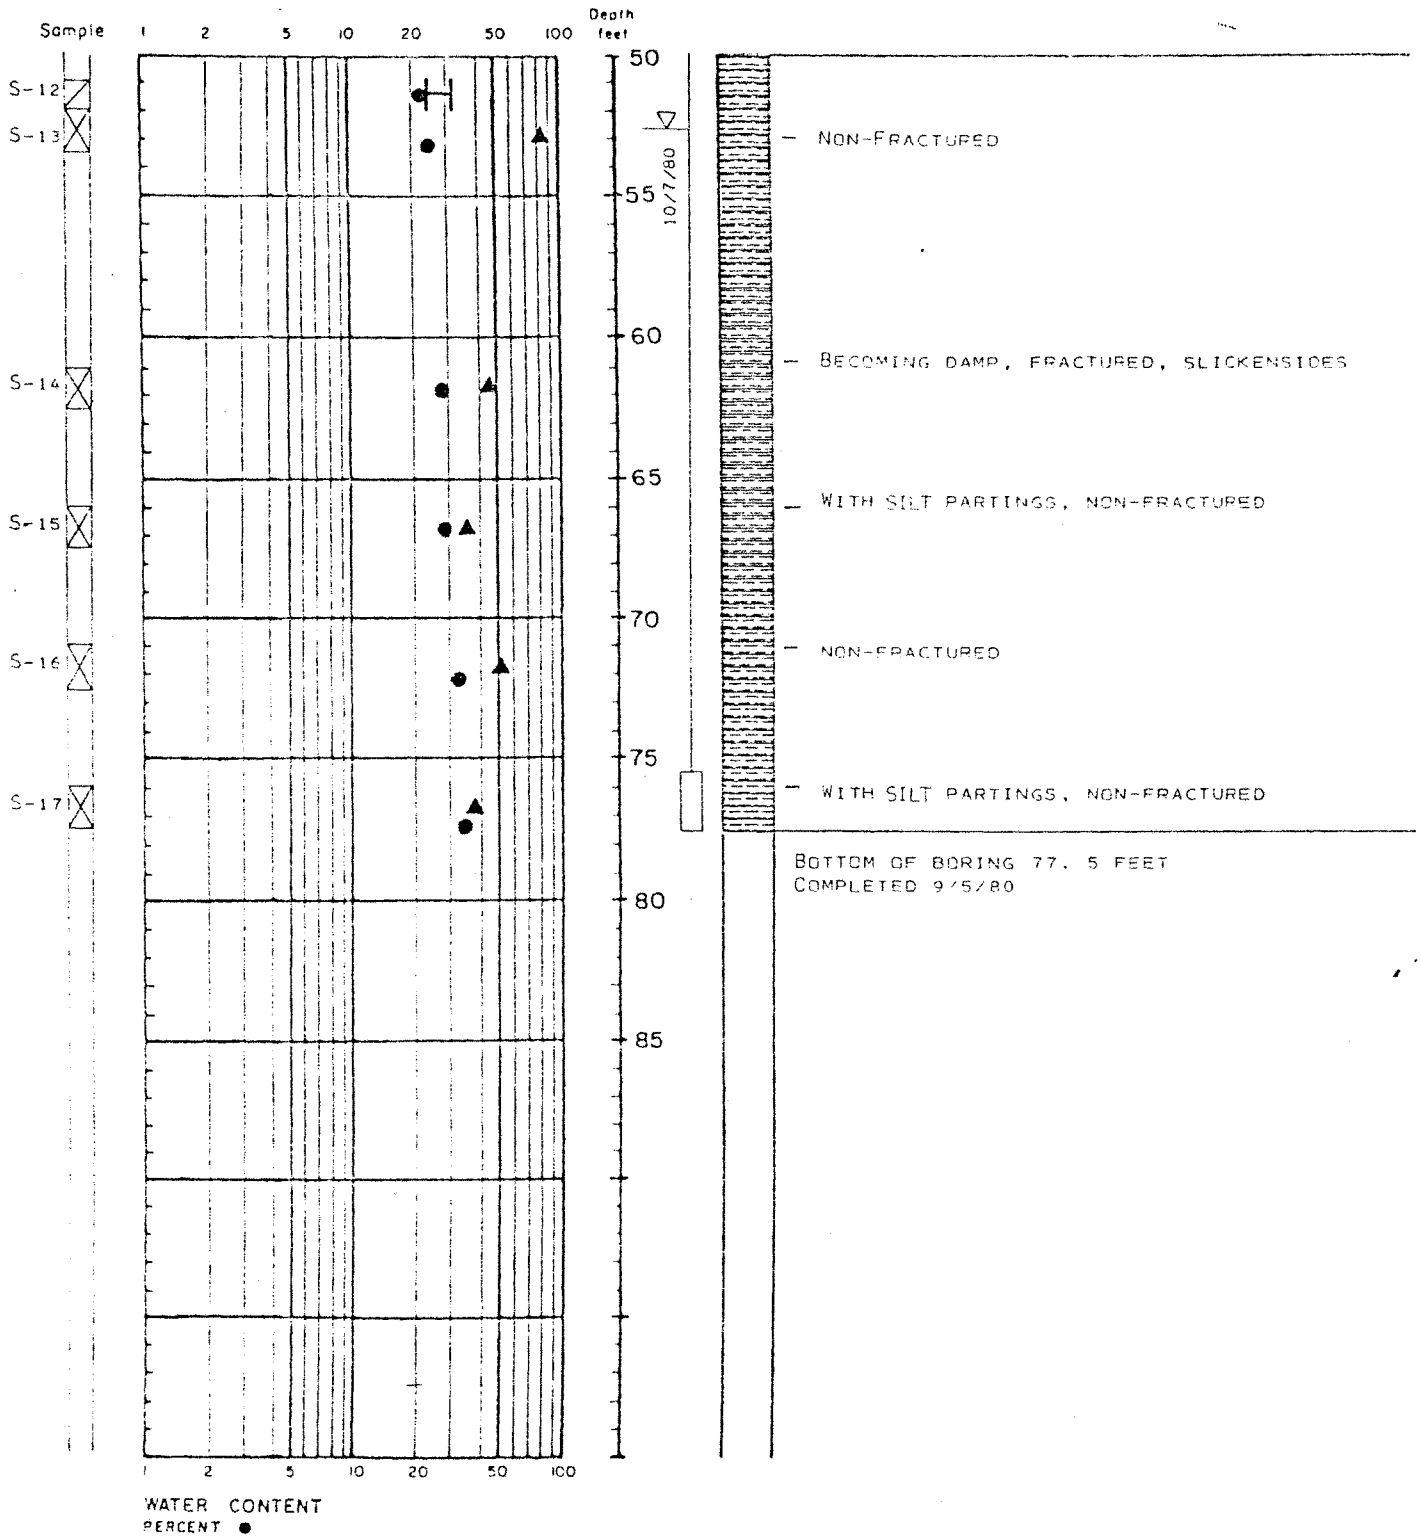 Sample 1 2 5 10 20 50 100 Depth feet
50
S-12
S-13
NON-FRACTURED
10/7/80
55
60
S-14
BECOMING DAMP, FRACTURED, SLICKENSIDES
65
S-15
WITH SILT PARTINGS, NON-FRACTURED
70
S-16
NON-FRACTURED
75
S-17
WITH SILT PARTINGS, NON-FRACTURED
BOTTOM OF BORING 77. 5 FEET
COMPLETED 9/5/80
80
85
1 2 5 10 20 50 100
WATER CONTENT
PERCENT ●